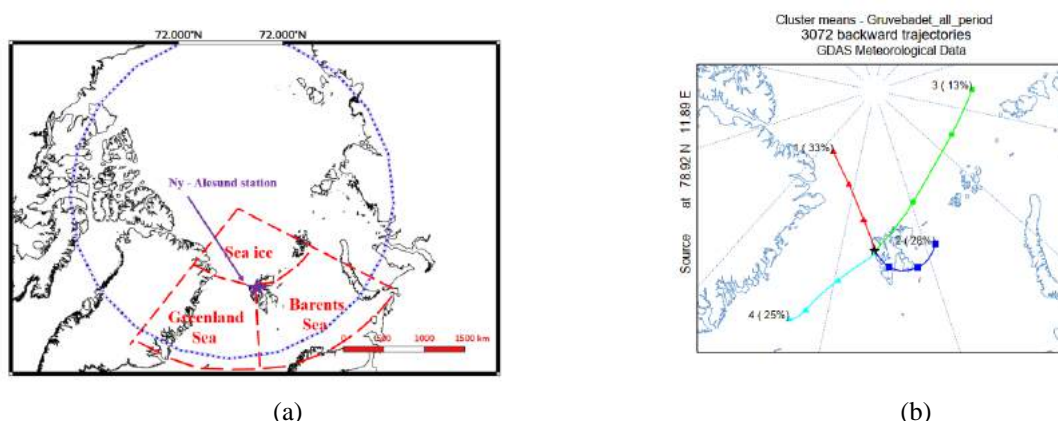 72.000°N 72.000°N
Ny - Alesund station
Sea ice
Greenland
Sea
Barents
Sea
0 500 1000 1500 km
(a)
Cluster means - Gruvebadet_all_period
3072 backward trajectories
GDAS Meteorological Data
Source at 78.92 N 11.89 E
3 ( 13%)
1 ( 33%)
2 ( 28%)
4 ( 25%)
(b)